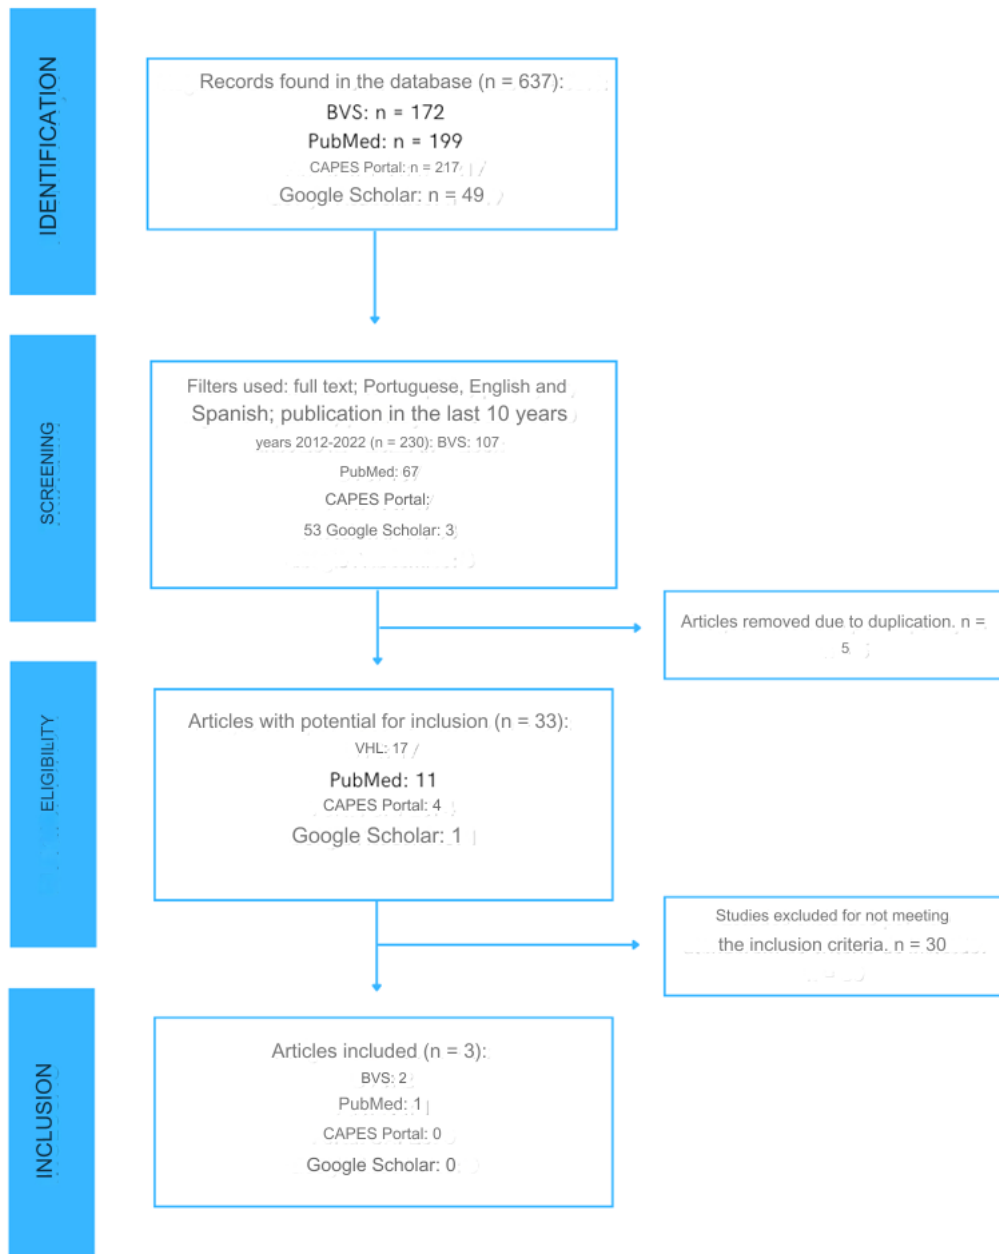 IDENTIFICATION
Records found in the database (n = 637):
BVS: n = 172
PubMed: n = 199
CAPES Portal: n = 217
Google Scholar: n = 49
SCREENING
Filters used: full text; Portuguese, English and
Spanish; publication in the last 10 years
years 2012-2022 (n = 230): BVS: 107
PubMed: 67
CAPES Portal:
53 Google Scholar: 3
Articles removed due to duplication. n =
5
ELIGIBILITY
Articles with potential for inclusion (n = 33):
VHL: 17
PubMed: 11
CAPES Portal: 4
Google Scholar: 1
Studies excluded for not meeting
the inclusion criteria. n = 30
INCLUSION
Articles included (n = 3):
BVS: 2
PubMed: 1
CAPES Portal: 0
Google Scholar: 0